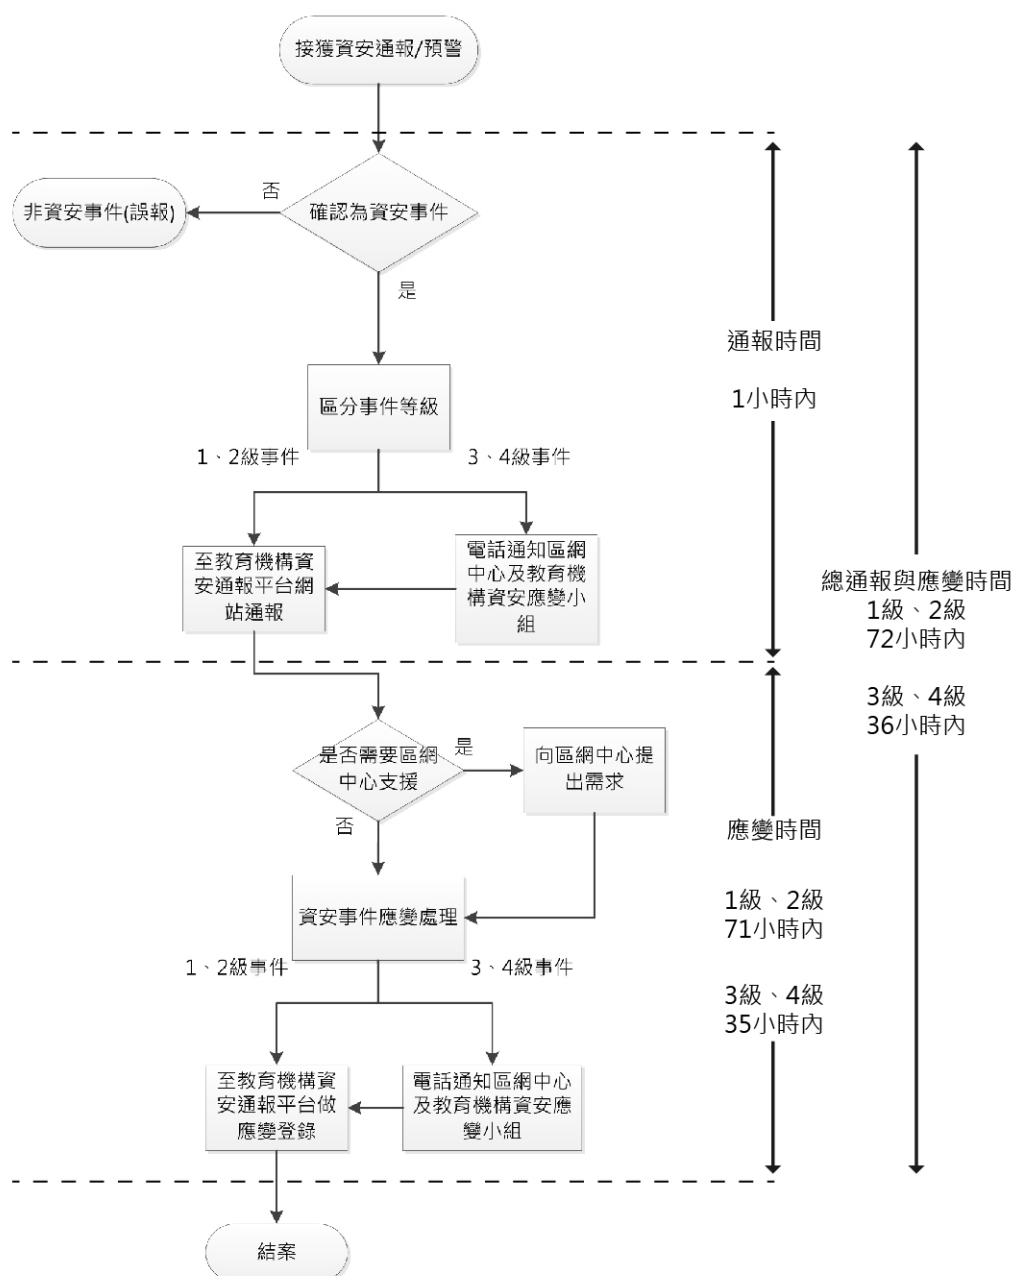 接獲資安通報/預警
否
非資安事件(誤報)
確認為資安事件
是
通報時間
1小時內
區分事件等級
1、2級事件
3、4級事件
至教育機構資
安通報平台網
站通報
電話通知區網
中心及教育機
構資安應變小
組
總通報與應變時間
1級、2級
72小時內
3級、4級
36小時內
是否需要區網
中心支援
是
向區網中心提
出需求
否
應變時間
1級、2級
71小時內
3級、4級
35小時內
資安事件應變處理
1、2級事件
3、4級事件
至教育機構資
安通報平台做
應變登錄
電話通知區網中心
及教育機構資安應
變小組
結案